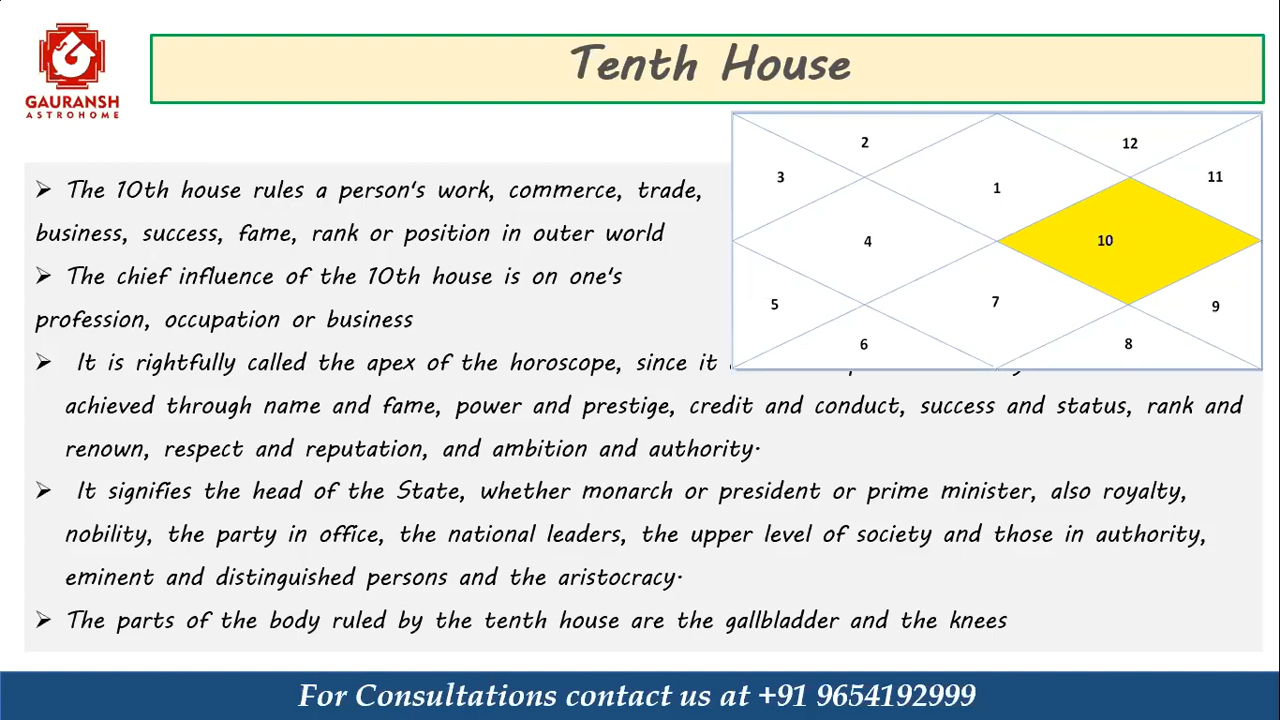 GAURANSH
ASTROHOME
Tenth House
➢ The 10th house rules a person's work, commerce, trade,
business, success, fame, rank or position in outer world
➢ The chief influence of the 10th house is on one's
profession, occupation or business
➢ It is rightfully called the apex of the horoscope, since it
achieved through name and fame, power and prestige, credit and conduct, success and status, rank and
renown, respect and reputation, and ambition and authority.
➢ It signifies the head of the State, whether monarch or president or prime minister, also royalty,
nobility, the party in office, the national leaders, the upper level of society and those in authority,
eminent and distinguished persons and the aristocracy.
➢ The parts of the body ruled by the tenth house are the gallbladder and the knees
2 12
3 11
1
4 10
5 7 9
6 8
For Consultations contact us at +91 9654192999